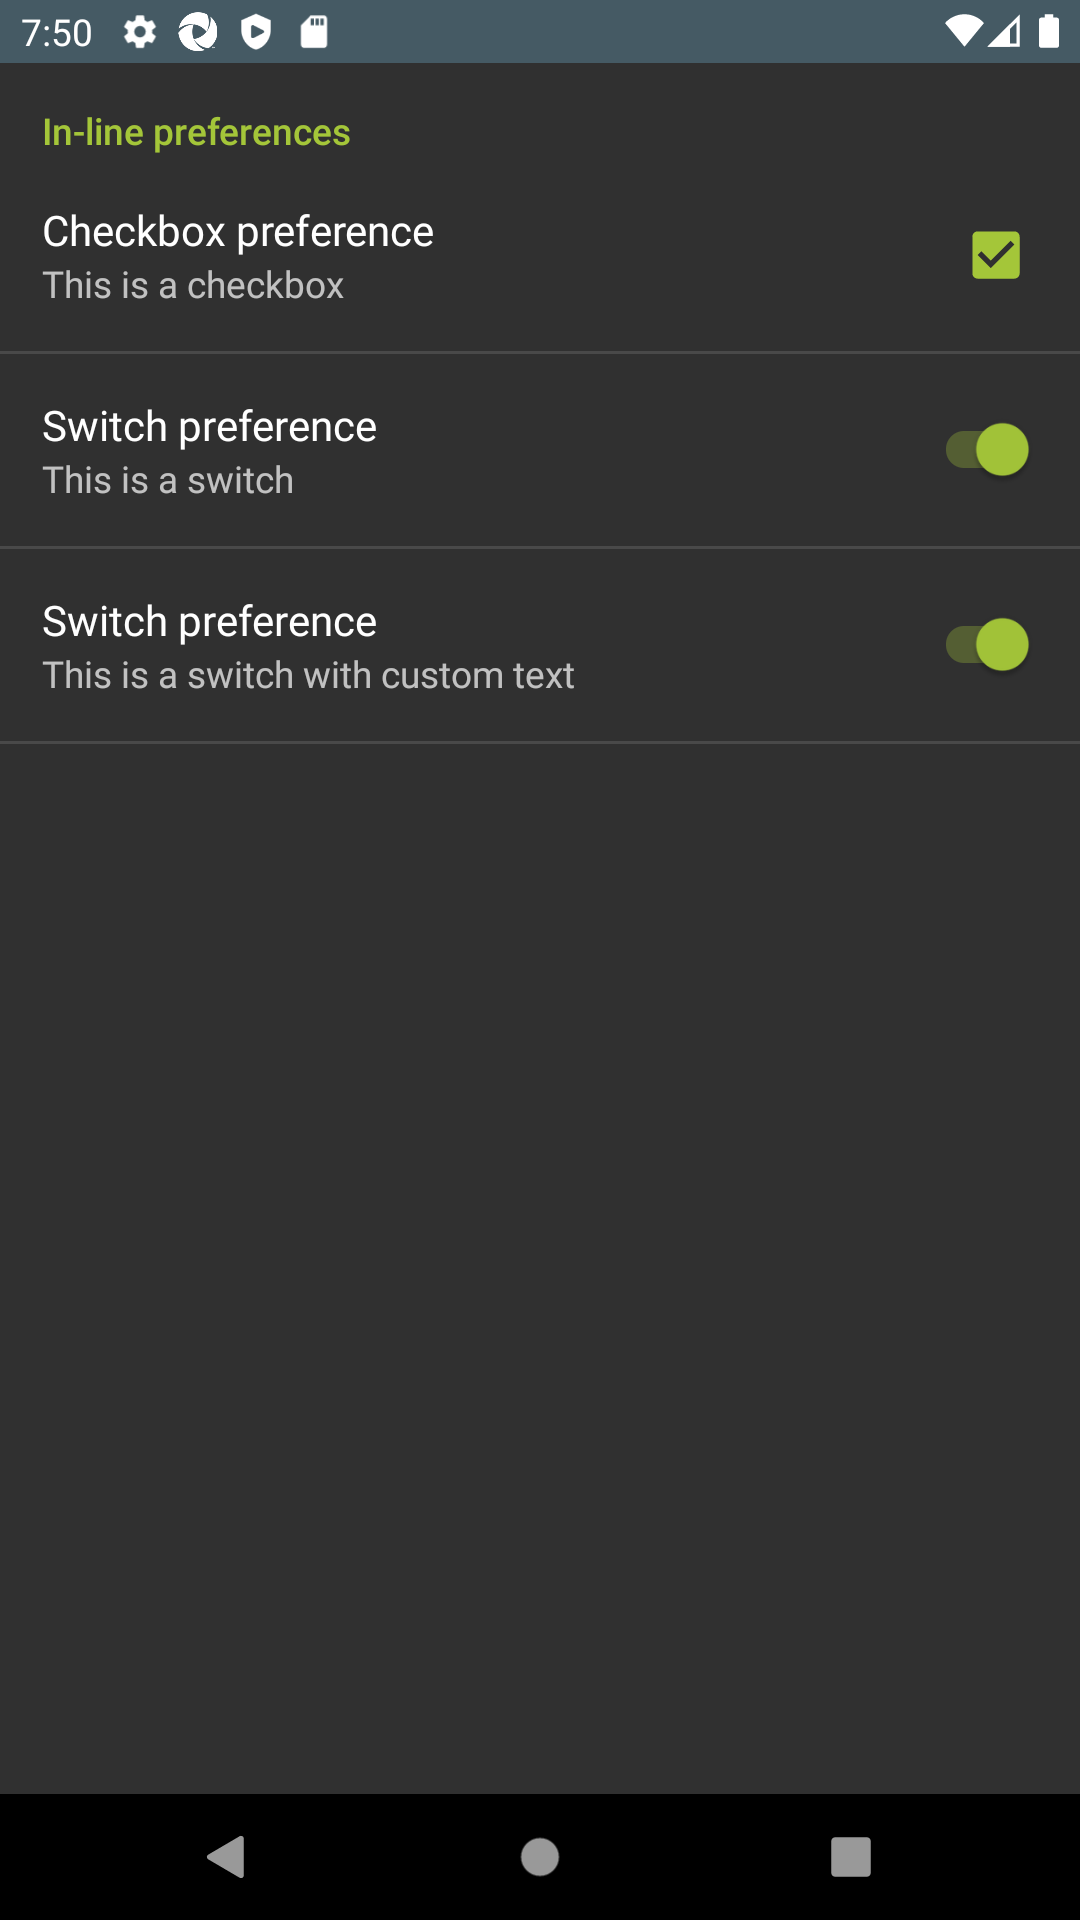 7:50
In-line preferences
Checkbox preference
This is a checkbox
Switch preference
This is a switch
Switch preference
This is a switch with custom text